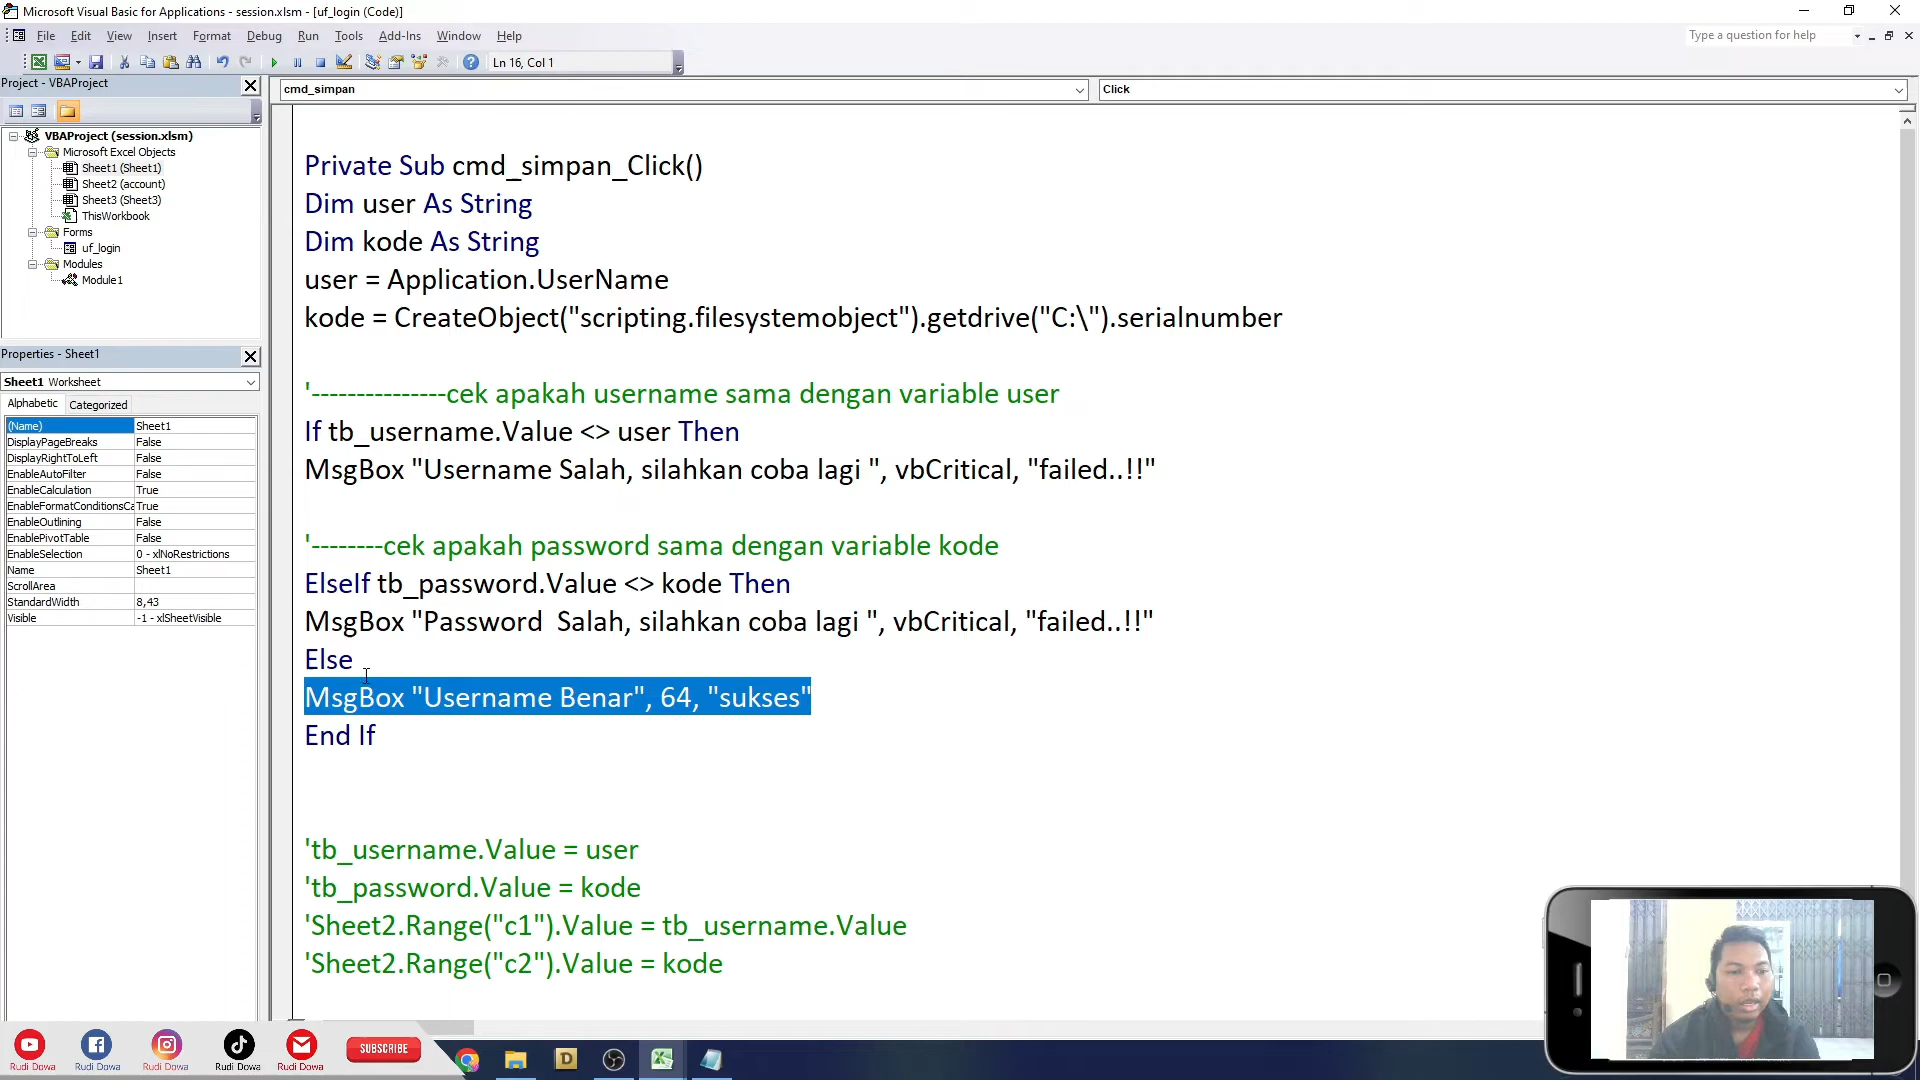 Microsoft Visual Basic for Applications - session.xlsm - [uf_login (Code)]
File Edit View Insert Format Debug Run Tools Add-Ins Window Help
Type a question for help
Ln 16, Col 1
Project - VBAProject
VBAProject (session.xlsm)
Microsoft Excel Objects
Sheet1 (Sheet1)
Sheet2 (account)
Sheet3 (Sheet3)
ThisWorkbook
Forms
uf_login
Modules
Module1
Properties - Sheet1
Sheet1 Worksheet
Alphabetic Categorized
(Name) Sheet1
DisplayPageBreaks False
DisplayRightToLeft False
EnableAutoFilter False
EnableCalculation True
EnableFormatConditionsCa True
EnableOutlining False
EnablePivotTable False
EnableSelection 0 - xlNoRestrictions
Name Sheet1
ScrollArea
StandardWidth 8,43
Visible -1 - xlSheetVisible
cmd_simpan Click
Private Sub cmd_simpan_Click()
Dim user As String
Dim kode As String
user = Application.UserName
kode = CreateObject("scripting.filesystemobject").getdrive("C:\").serialnumber
'---------------cek apakah username sama dengan variable user
If tb_username.Value <> user Then
MsgBox "Username Salah, silahkan coba lagi ", vbCritical, "failed..!!"
'--------cek apakah password sama dengan variable kode
ElseIf tb_password.Value <> kode Then
MsgBox "Password  Salah, silahkan coba lagi ", vbCritical, "failed..!!"
Else
MsgBox "Username Benar", 64, "sukses"
End If
'tb_username.Value = user
'tb_password.Value = kode
'Sheet2.Range("c1").Value = tb_username.Value
'Sheet2.Range("c2").Value = kode
Rudi Dowa Rudi Dowa Rudi Dowa Rudi Dowa Rudi Dowa
SUBSCRIBE
D